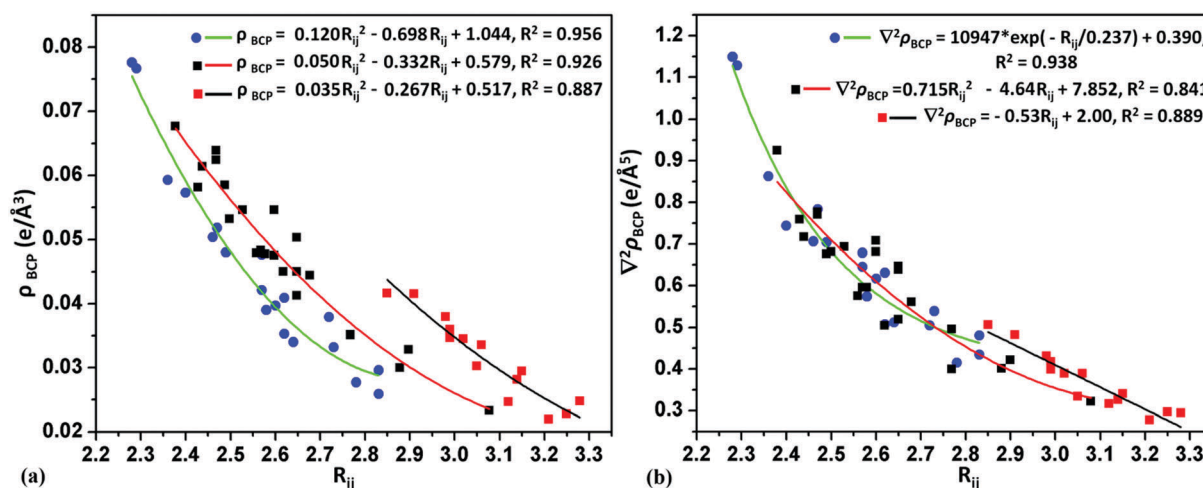 ρ BCP = 0.120Rij² - 0.698Rij + 1.044, R² = 0.956
ρ BCP = 0.050Rij² - 0.332Rij + 0.579, R² = 0.926
ρ BCP = 0.035Rij² - 0.267Rij + 0.517, R² = 0.887
0.08
0.07
0.06
0.05
0.04
0.03
0.02
ρ BCP (e/Å³)
2.2 2.3 2.4 2.5 2.6 2.7 2.8 2.9 3.0 3.1 3.2 3.3
(a) Rij
∇²ρBCP = 10947*exp( - Rij/0.237) + 0.390,
R² = 0.938
∇²ρBCP=0.715Rij² - 4.64Rij + 7.852, R² = 0.841
∇²ρBCP= - 0.53Rij + 2.00, R² = 0.889
1.2
1.1
1.0
0.9
0.8
0.7
0.6
0.5
0.4
0.3
∇²ρBCP (e/Å⁵)
2.2 2.3 2.4 2.5 2.6 2.7 2.8 2.9 3.0 3.1 3.2 3.3
(b) Rij